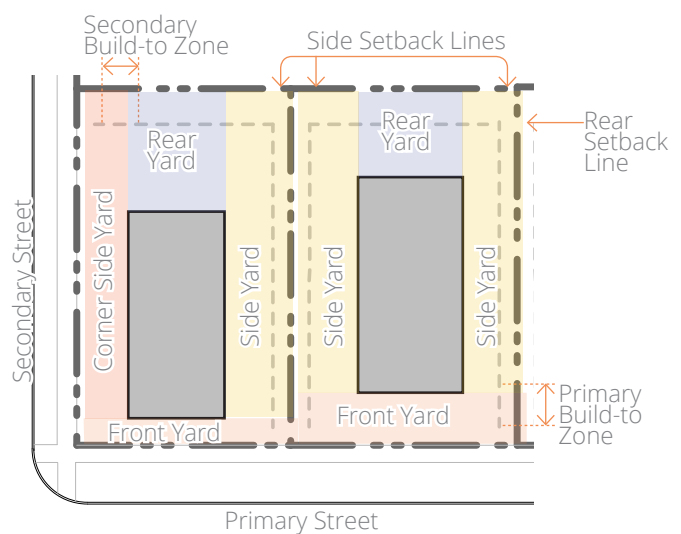 Secondary
Build-to Zone
Side Setback Lines
Rear
Yard
Rear
Yard
Rear
Setback
Line
Secondary Street
Corner Side Yard
Side Yard
Side Yard
Side Yard
Primary
Build-to
Zone
Front Yard
Front Yard
Primary Street